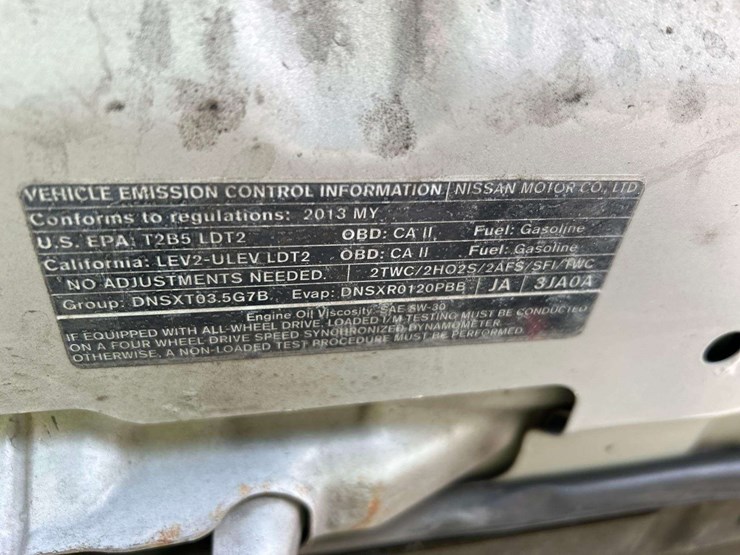 VEHICLE EMISSION CONTROL INFORMATION NISSAN MOTOR CO., LTD
Conforms to regulations: 2013 MY
U.S. EPA: T2B5 LDT2 OBD: CA II Fuel: Gasoline
California: LEV2-ULEV LDT2 OBD: CA II Fuel: Gasoline
NO ADJUSTMENTS NEEDED. 2TWC/2HO2S/2AFS/SFI/TWC
Group: DNSXT03.5G7B Evap: DNSXR0120PBB JA 3JA0A
Engine Oil Viscosity: SAE 5W-30
IF EQUIPPED WITH ALL-WHEEL DRIVE, LOADED I/M TESTING MUST BE CONDUCTED
ON A FOUR WHEEL DRIVE SPEED SYNCHRONIZED DYNAMOMETER.
OTHERWISE, A NON-LOADED TEST PROCEDURE MUST BE PERFORMED.